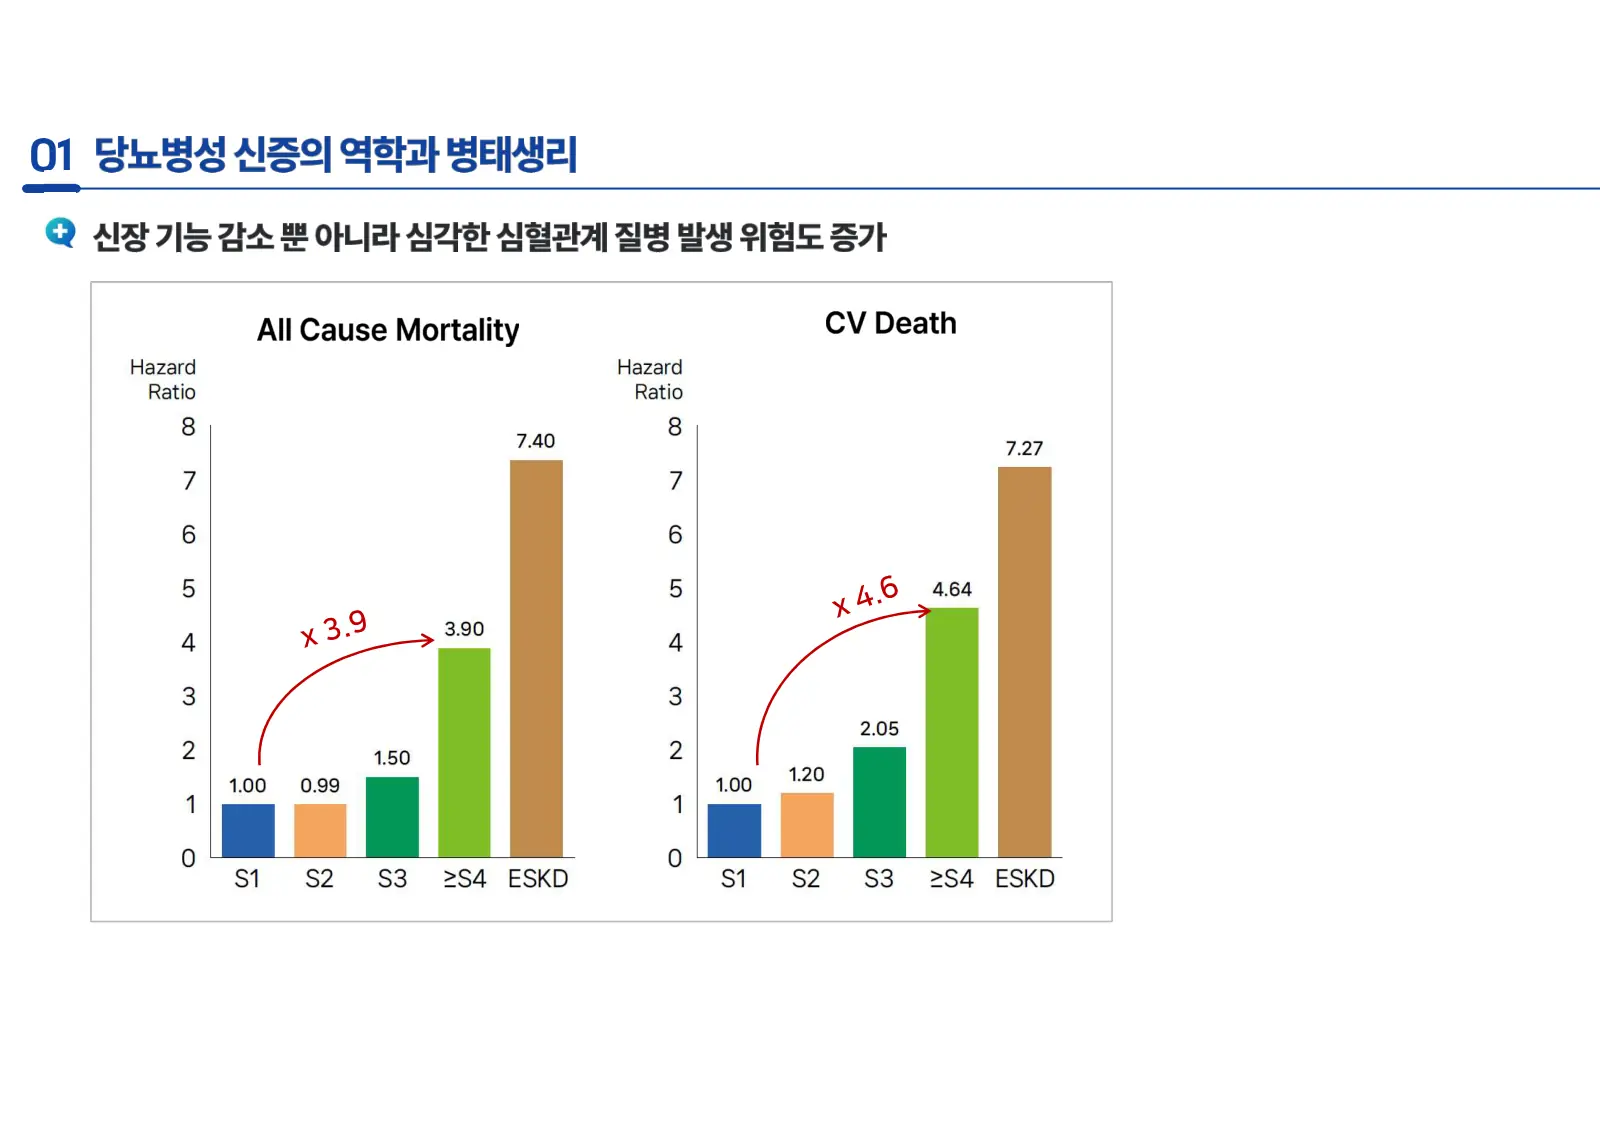 01 당뇨병성 신증의 역학과 병태생리
신장 기능 감소 뿐 아니라 심각한 심혈관계 질병 발생 위험도 증가
All Cause Mortality
Hazard
Ratio
8
7
6
5
4
3
2
1
0
x 3.9
1.00
0.99
1.50
3.90
7.40
S1
S2
S3
≥S4
ESKD
CV Death
Hazard
Ratio
8
7
6
5
4
3
2
1
0
x 4.6
1.00
1.20
2.05
4.64
7.27
S1
S2
S3
≥S4
ESKD